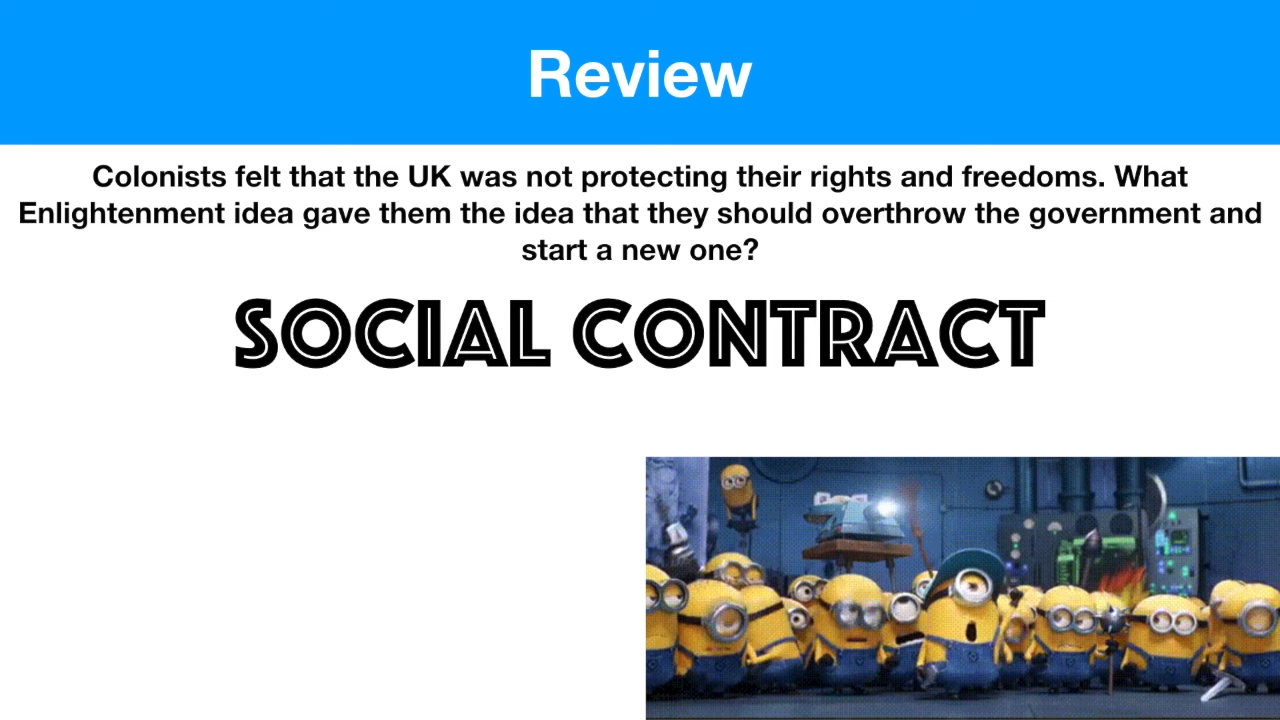 Review
Colonists felt that the UK was not protecting their rights and freedoms. What
Enlightenment idea gave them the idea that they should overthrow the government and
start a new one?
SOCIAL CONTRACT